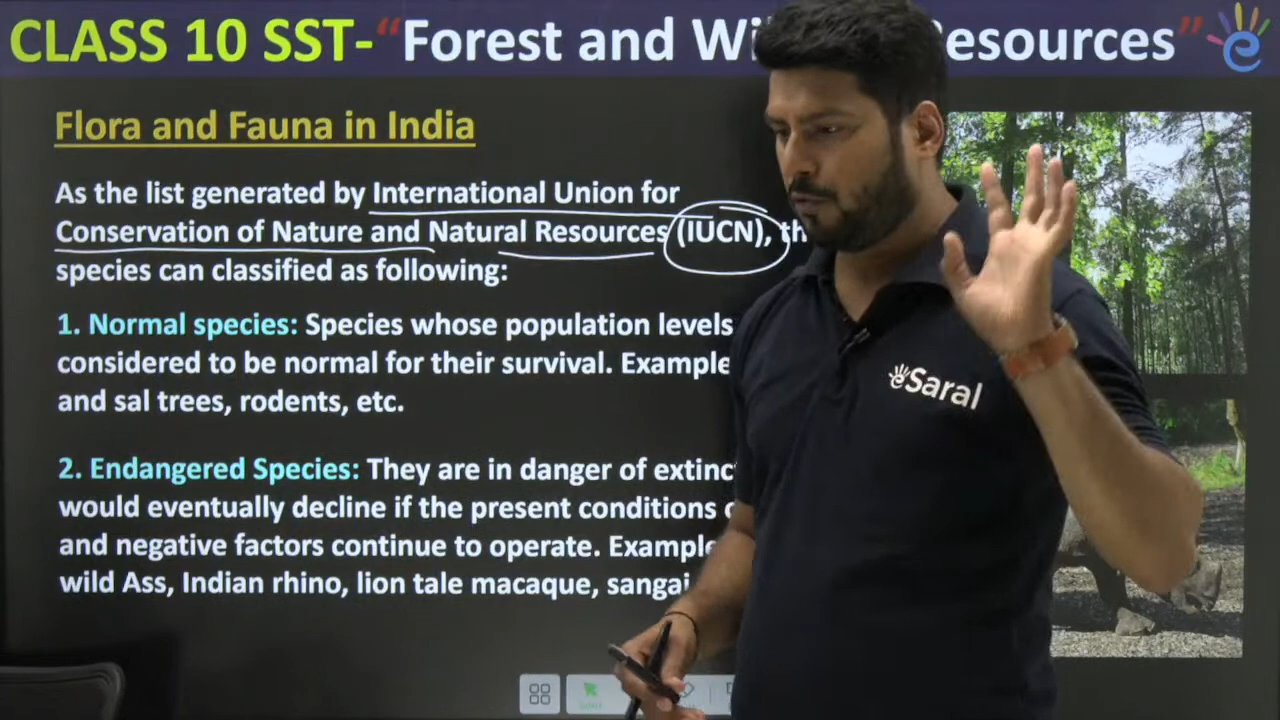 CLASS 10 SST-“Forest and Wi esources”
Flora and Fauna in India
As the list generated by International Union for
Conservation of Nature and Natural Resources (IUCN), th
species can classified as following:
1. Normal species: Species whose population levels
considered to be normal for their survival. Example
and sal trees, rodents, etc.
2. Endangered Species: They are in danger of extinc
would eventually decline if the present conditions
and negative factors continue to operate. Example
wild Ass, Indian rhino, lion tale macaque, sangai
eSaral